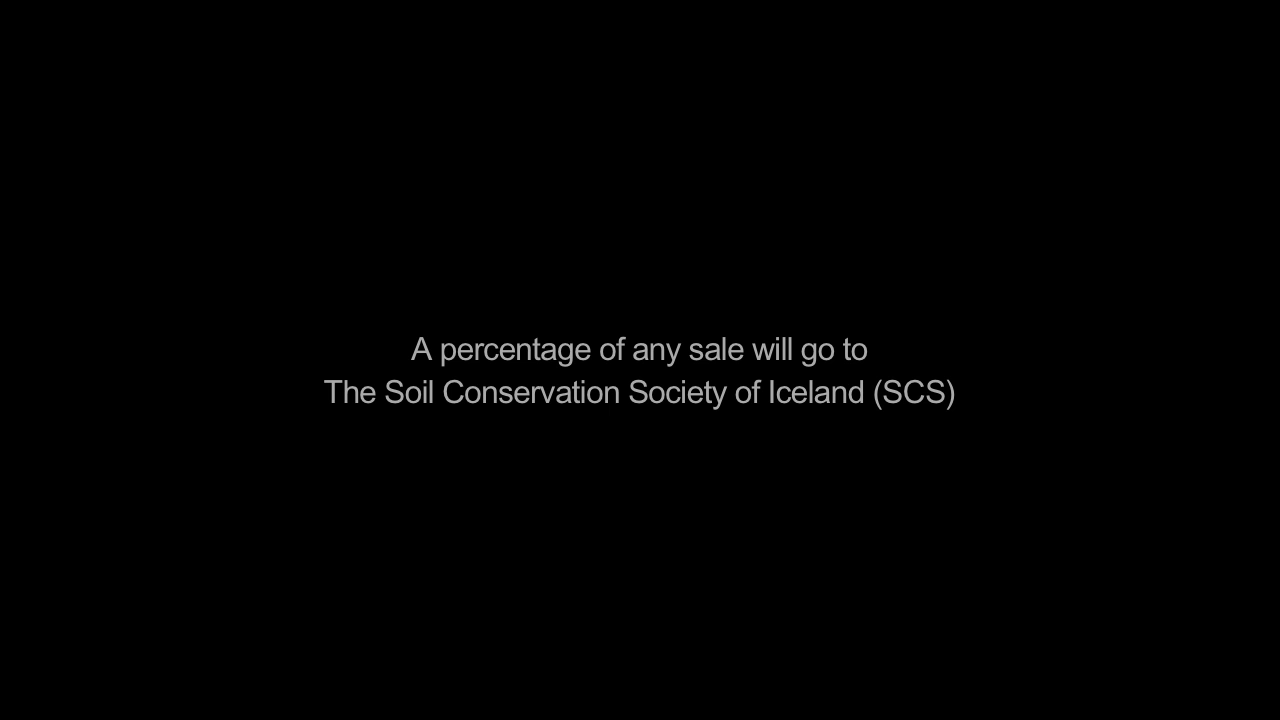 A percentage of any sale will go to
The Soil Conservation Society of Iceland (SCS)